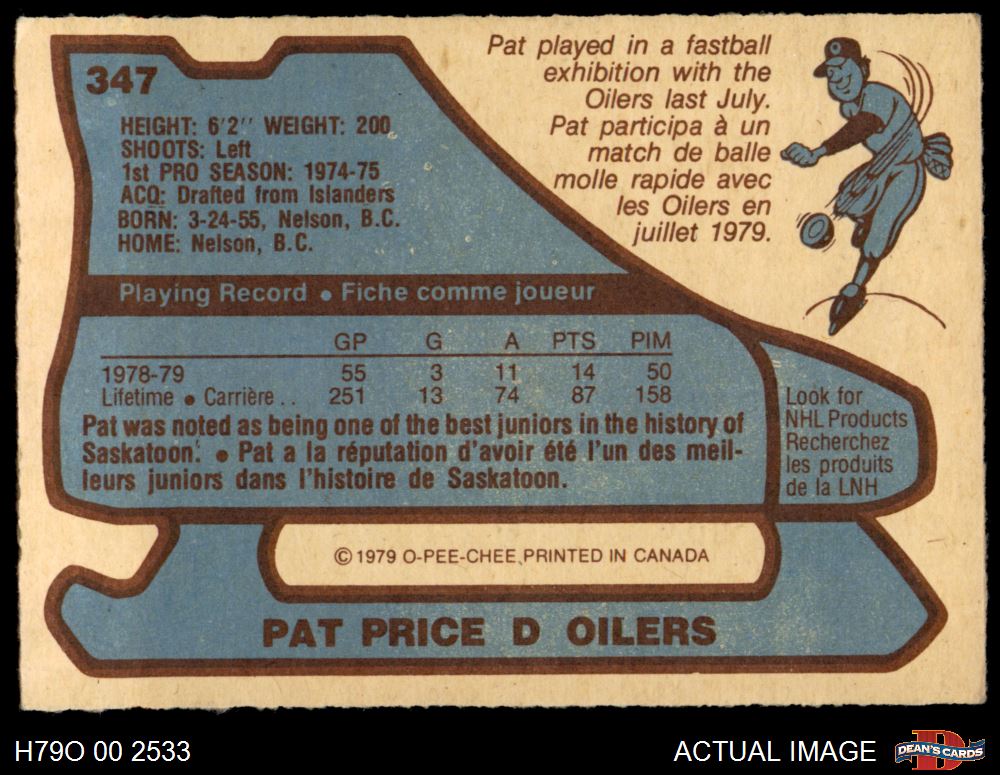 347
HEIGHT: 6'2'' WEIGHT: 200
SHOOTS: Left
1st PRO SEASON: 1974-75
ACQ: Drafted from Islanders
BORN: 3-24-55, Nelson, B.C.
HOME: Nelson, B.C.
Pat played in a fastball
exhibition with the
Oilers last July.
Pat participa à un
match de balle
molle rapide avec
les Oilers en
juillet 1979.
Playing Record • Fiche comme joueur
GP G A PTS PIM
1978-79 55 3 11 14 50
Lifetime • Carrière . . 251 13 74 87 158
Pat was noted as being one of the best juniors in the history of
Saskatoon. • Pat a la réputation d'avoir été l'un des meil-
leurs juniors dans l'histoire de Saskatoon.
Look for
NHL Products
Recherchez
les produits
de la LNH
© 1979 O-PEE-CHEE PRINTED IN CANADA
PAT PRICE D OILERS
H79O 00 2533
ACTUAL IMAGE
D
DEAN'S CARDS